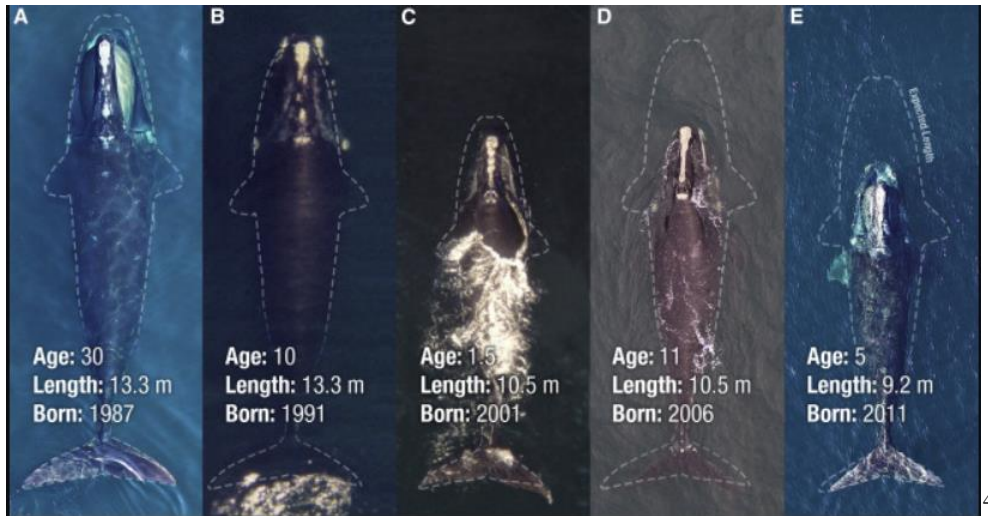 A
Age: 30
Length: 13.3 m
Born: 1987
B
Age: 10
Length: 13.3 m
Born: 1991
C
Age: 1.5
Length: 10.5 m
Born: 2001
D
Age: 11
Length: 10.5 m
Born: 2006
E
Expected Length
Age: 5
Length: 9.2 m
Born: 2011
4